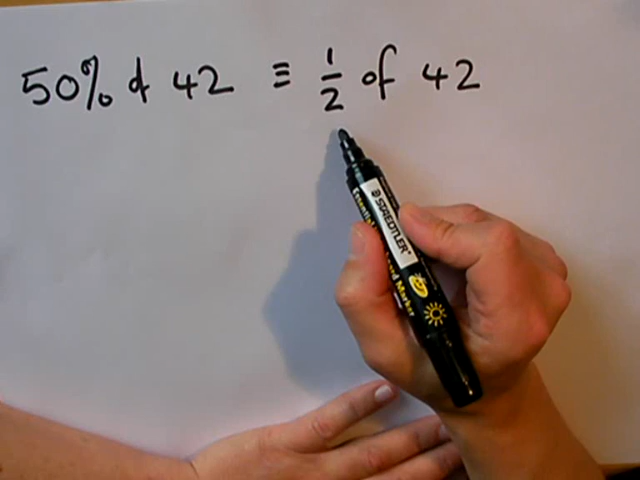 50% of 42 ≡ 1/2 of 42
STAEDTLER